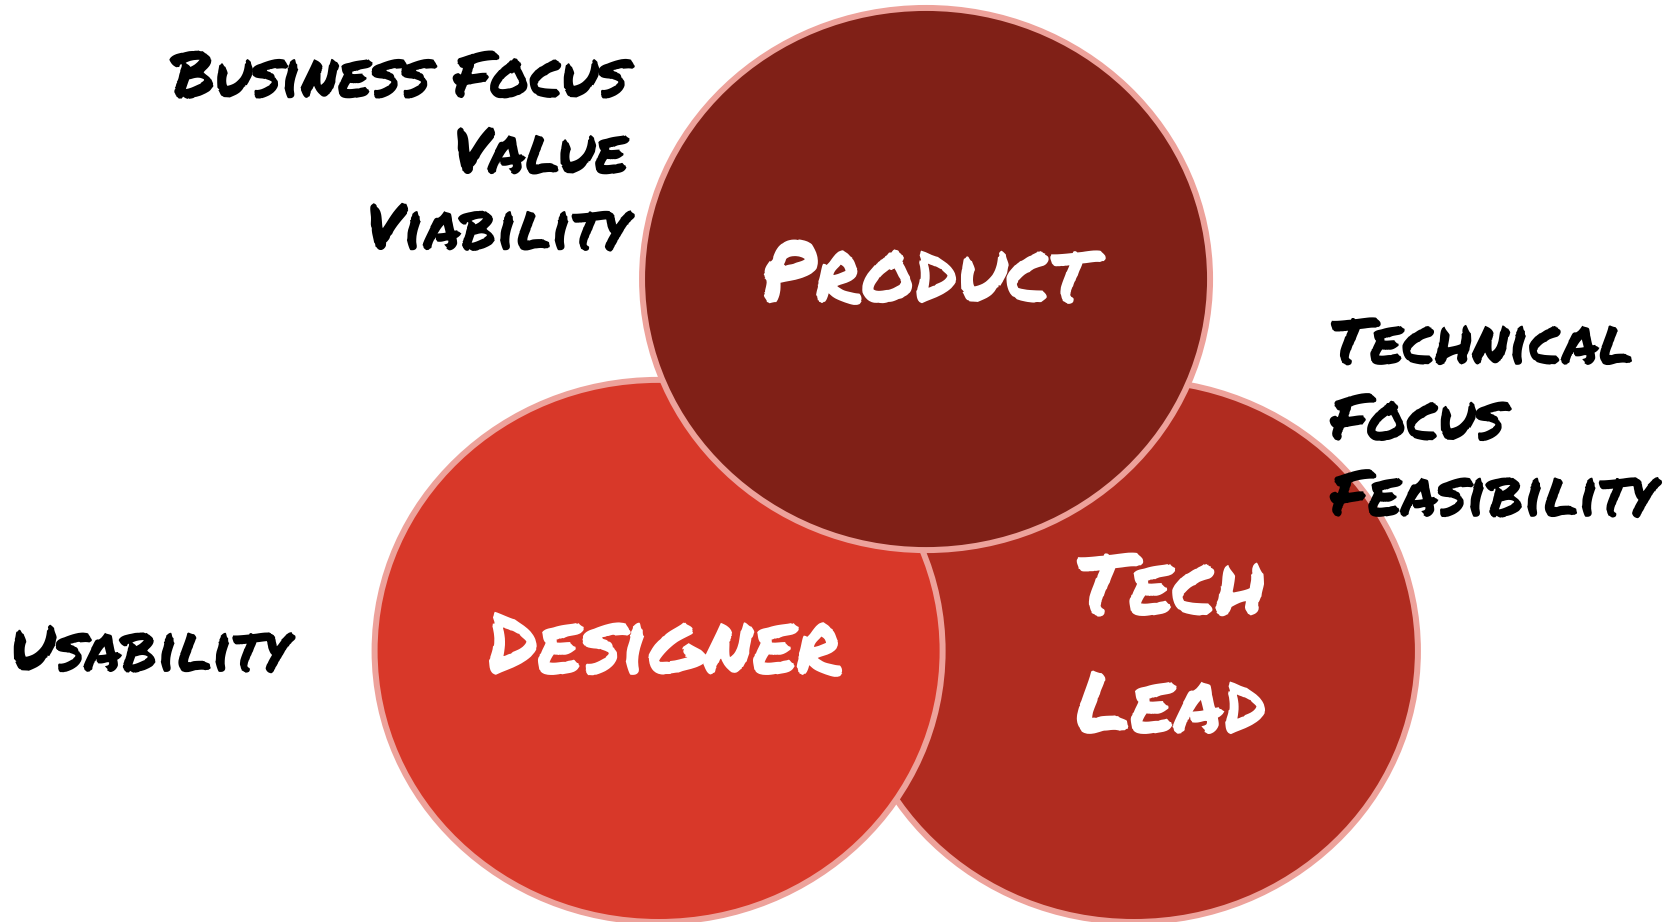 Business Focus
Value
Viability
Product
Technical
Focus
Feasibility
Tech
Lead
Designer
Usability